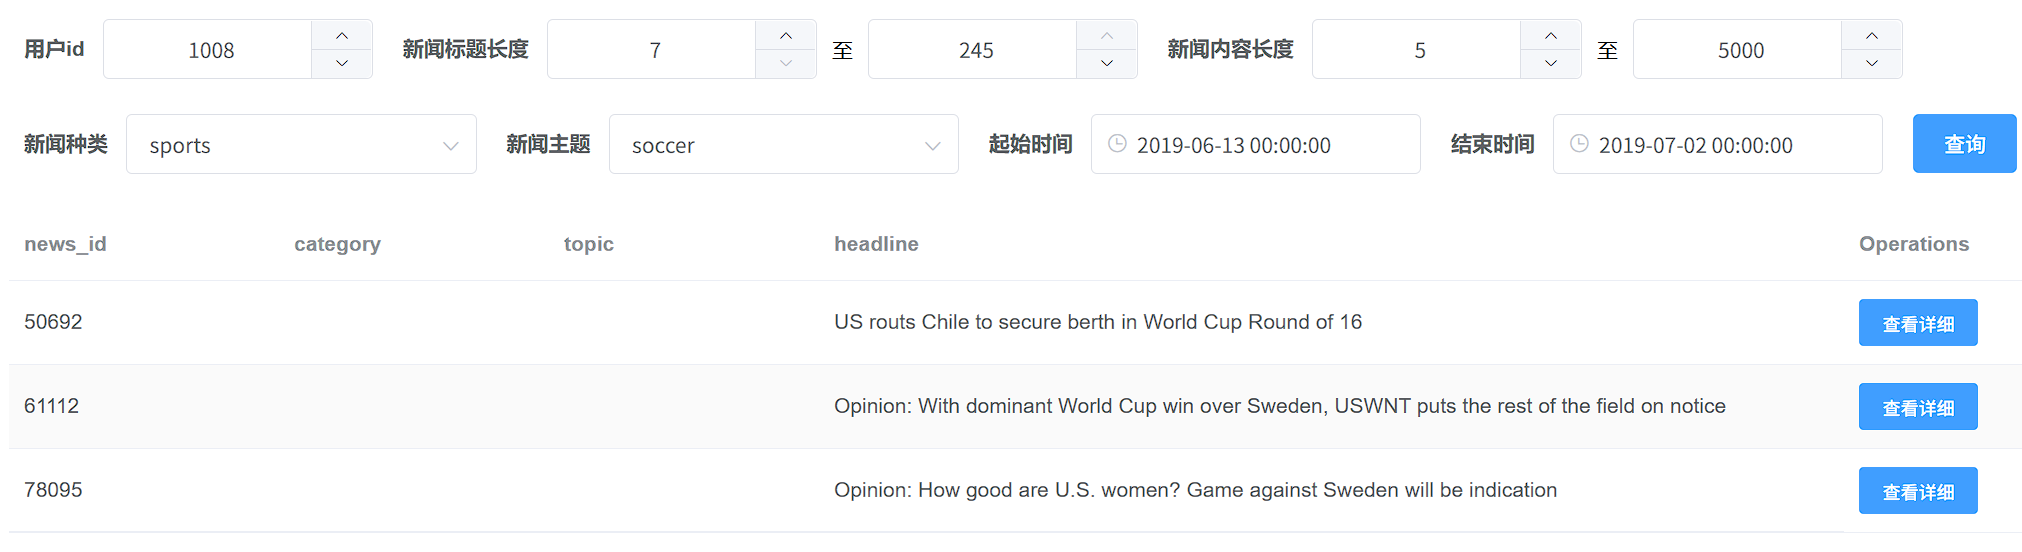 用户id 1008 新闻标题长度 7 至 245 新闻内容长度 5 至 5000
新闻种类 sports 新闻主题 soccer 起始时间 2019-06-13 00:00:00 结束时间 2019-07-02 00:00:00 查询
news_id category topic headline Operations
50692 US routs Chile to secure berth in World Cup Round of 16 查看详细
61112 Opinion: With dominant World Cup win over Sweden, USWNT puts the rest of the field on notice 查看详细
78095 Opinion: How good are U.S. women? Game against Sweden will be indication 查看详细